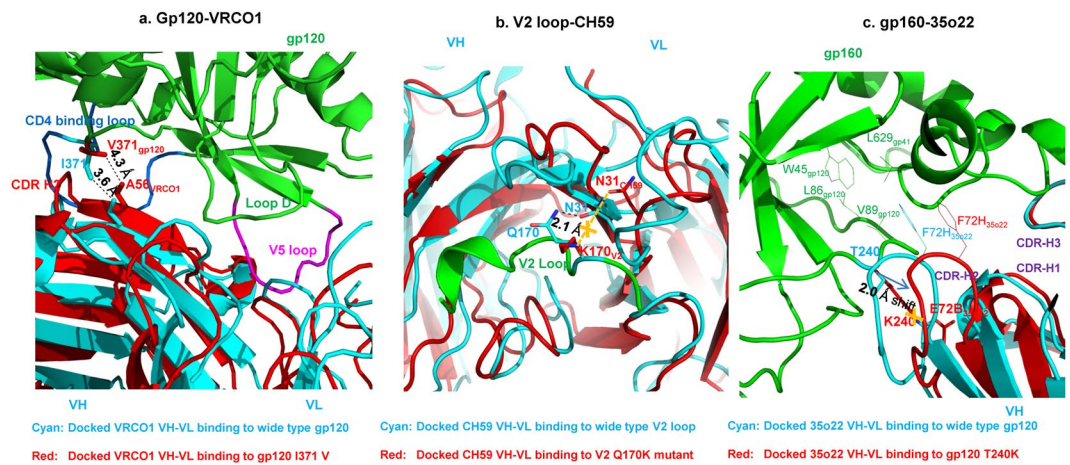 a. Gp120-VRCO1
gp120
CD4 binding loop
V371gp120
I371
4.3 Å
3.6 Å
CDR H2
A56VRCO1
Loop D
V5 loop
VH
VL
Cyan: Docked VRCO1 VH-VL binding to wide type gp120
Red: Docked VRCO1 VH-VL binding to gp120 I371 V
b. V2 loop-CH59
VH
VL
N31CH59
N31
Q170
2.1 Å
K170V2
V2 Loop
Cyan: Docked CH59 VH-VL binding to wide type V2 loop
Red: Docked CH59 VH-VL binding to V2 Q170K mutant
c. gp160-35o22
gp160
L629gp41
W45gp120
L86gp120
V89gp120
F72H35o22
F72H35o22
CDR-H3
T240
CDR-H2
CDR-H1
2.0 Å shift
K240
E72B
VH
Cyan: Docked 35o22 VH-VL binding to wide type gp120
Red: Docked 35o22 VH-VL binding to gp120 T240K